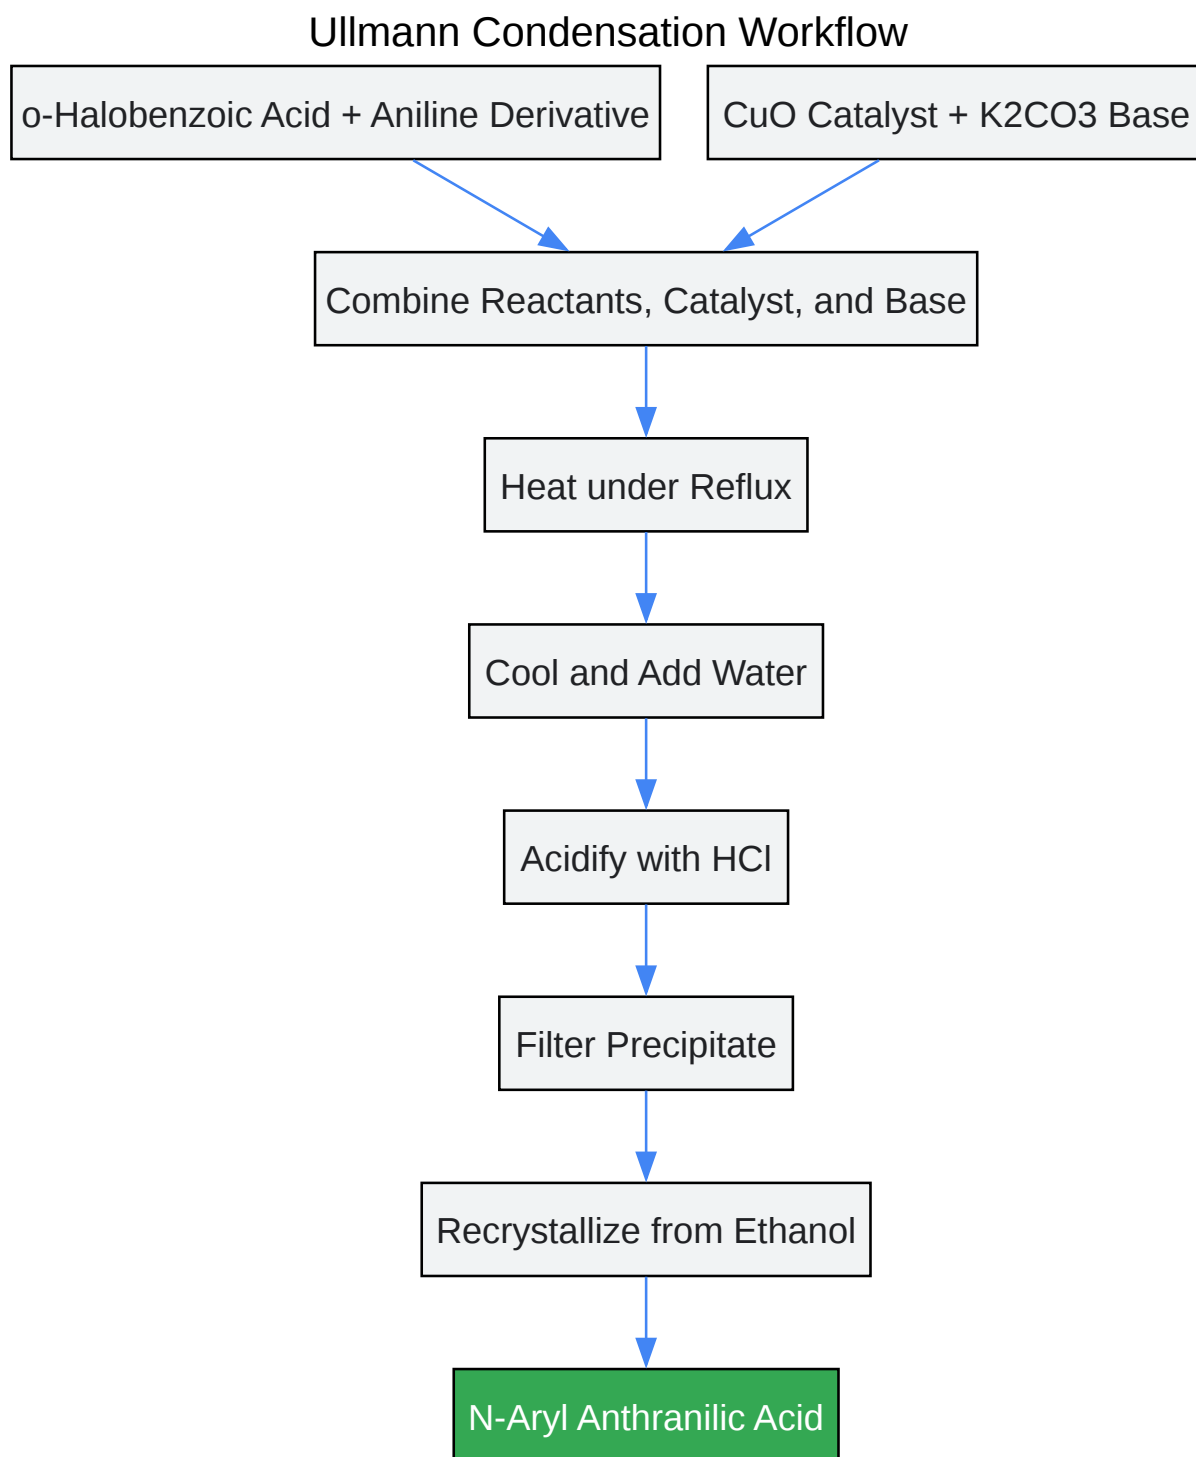 Ullmann Condensation Workflow
o-Halobenzoic Acid + Aniline Derivative
CuO Catalyst + K2CO3 Base
Combine Reactants, Catalyst, and Base
Heat under Reflux
Cool and Add Water
Acidify with HCl
Filter Precipitate
Recrystallize from Ethanol
N-Aryl Anthranilic Acid